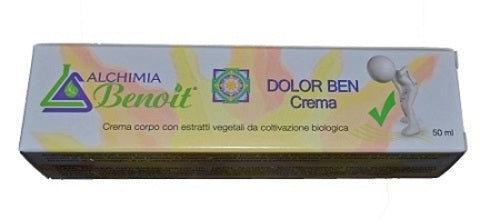 ALCHIMIA
Benoit
DOLOR BEN
Crema
Crema corpo con estratti vegetali da coltivazione biologica
50 ml